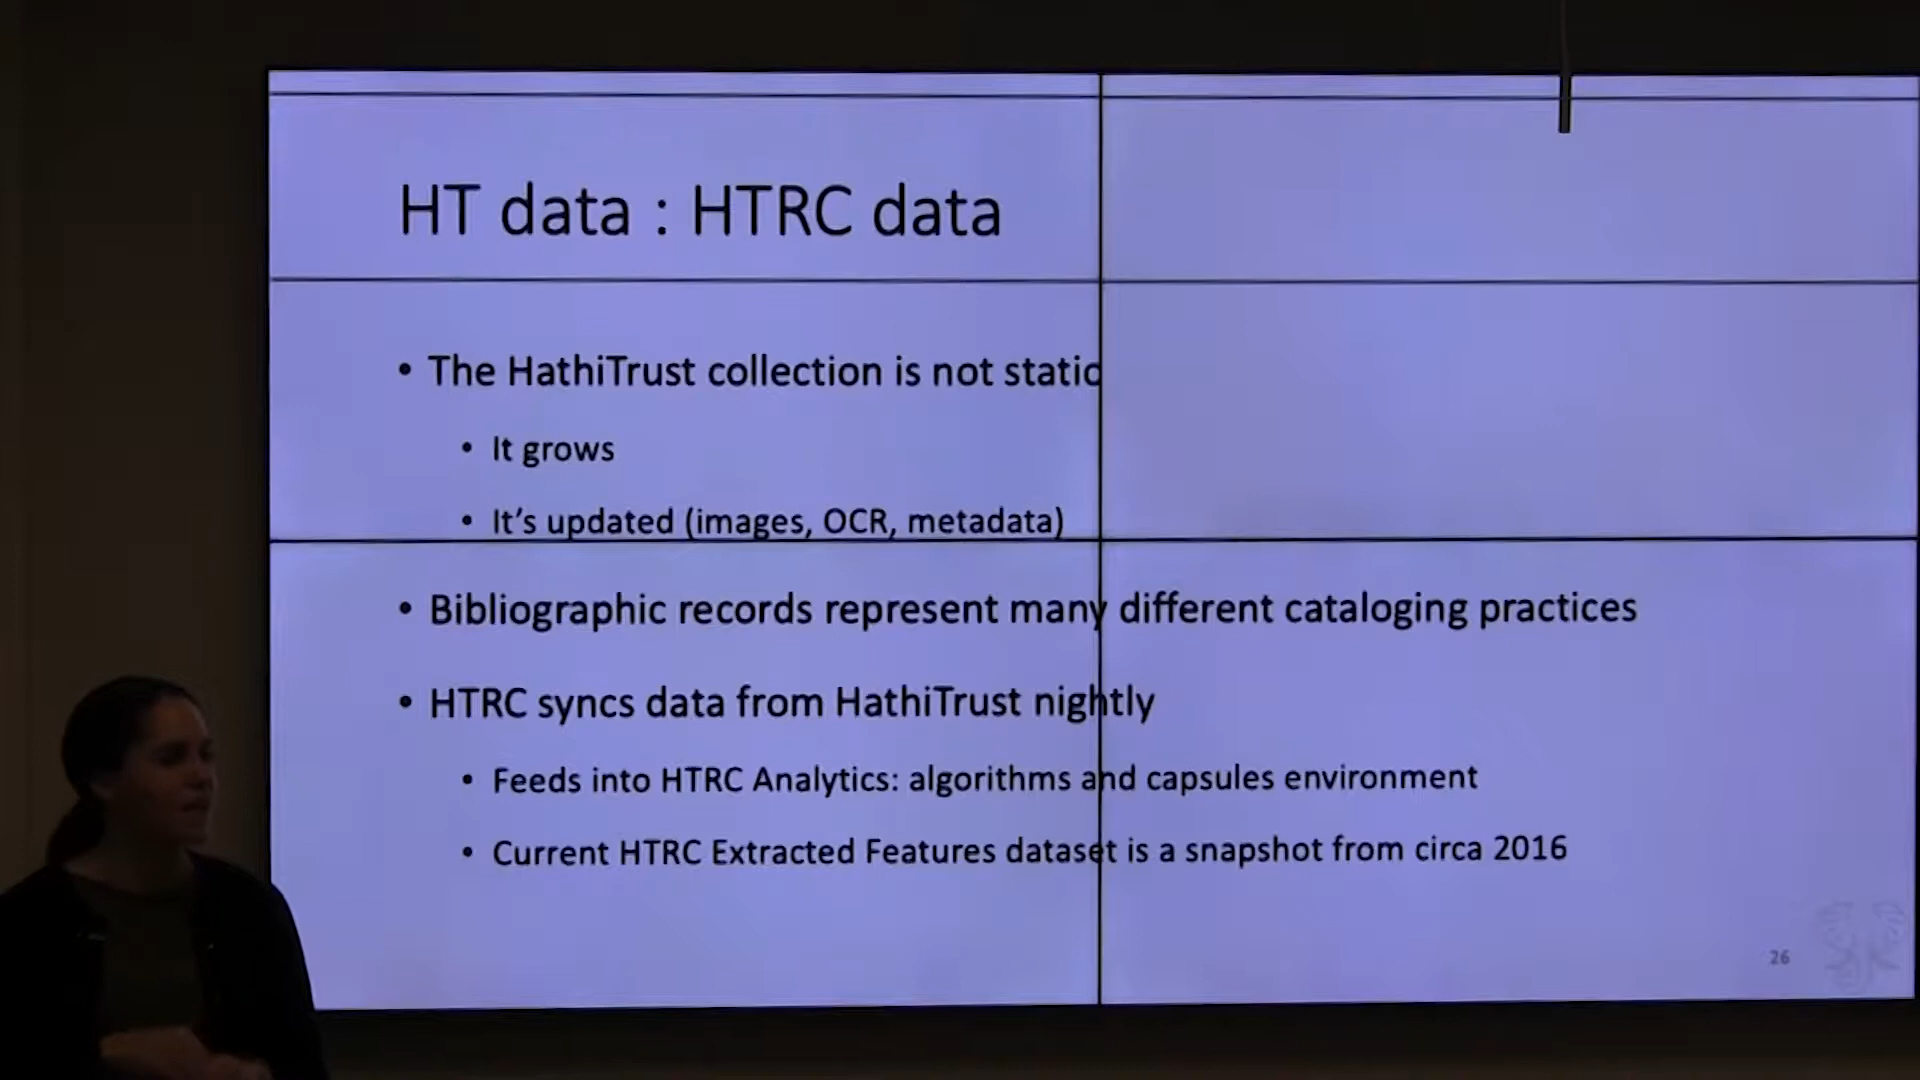 HT data : HTRC data
• The HathiTrust collection is not static
• It grows
• It's updated (images, OCR, metadata)
• Bibliographic records represent many different cataloging practices
• HTRC syncs data from HathiTrust nightly
• Feeds into HTRC Analytics: algorithms and capsules environment
• Current HTRC Extracted Features dataset is a snapshot from circa 2016
26